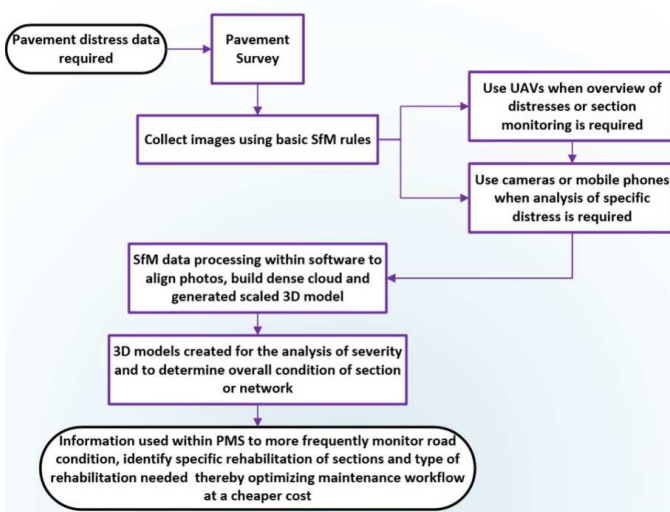 Pavement distress data
required
Pavement
Survey
Collect images using basic SfM rules
Use UAVs when overview of
distresses or section
monitoring is required
Use cameras or mobile phones
when analysis of specific
distress is required
SfM data processing within software to
align photos, build dense cloud and
generated scaled 3D model
3D models created for the analysis of severity
and to determine overall condition of section
or network
Information used within PMS to more frequently monitor road
condition, identify specific rehabilitation of sections and type of
rehabilitation needed thereby optimizing maintenance workflow
at a cheaper cost